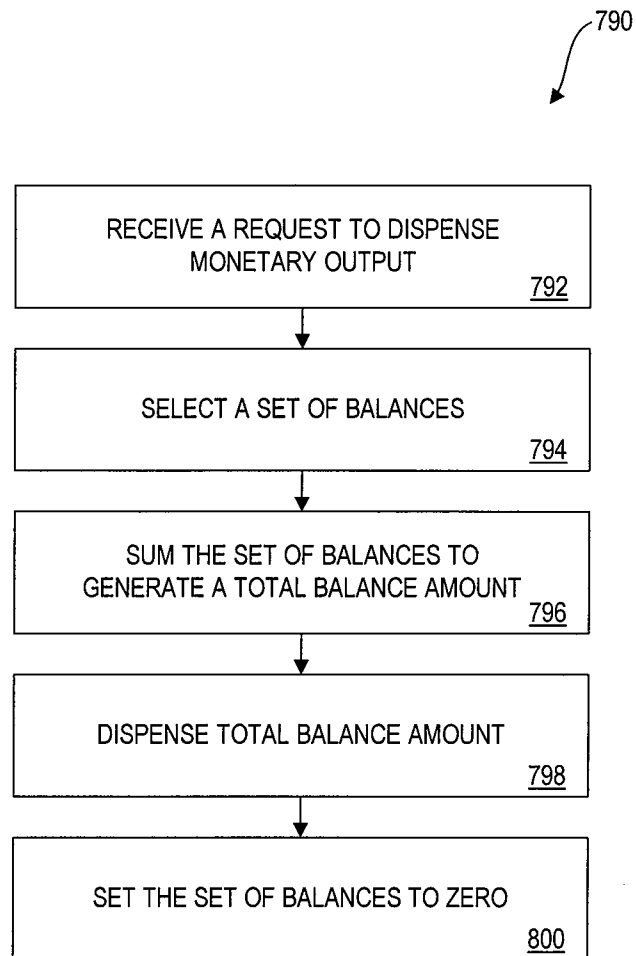 790
RECEIVE A REQUEST TO DISPENSE
MONETARY OUTPUT
792
SELECT A SET OF BALANCES
794
SUM THE SET OF BALANCES TO
GENERATE A TOTAL BALANCE AMOUNT
796
DISPENSE TOTAL BALANCE AMOUNT
798
SET THE SET OF BALANCES TO ZERO
800